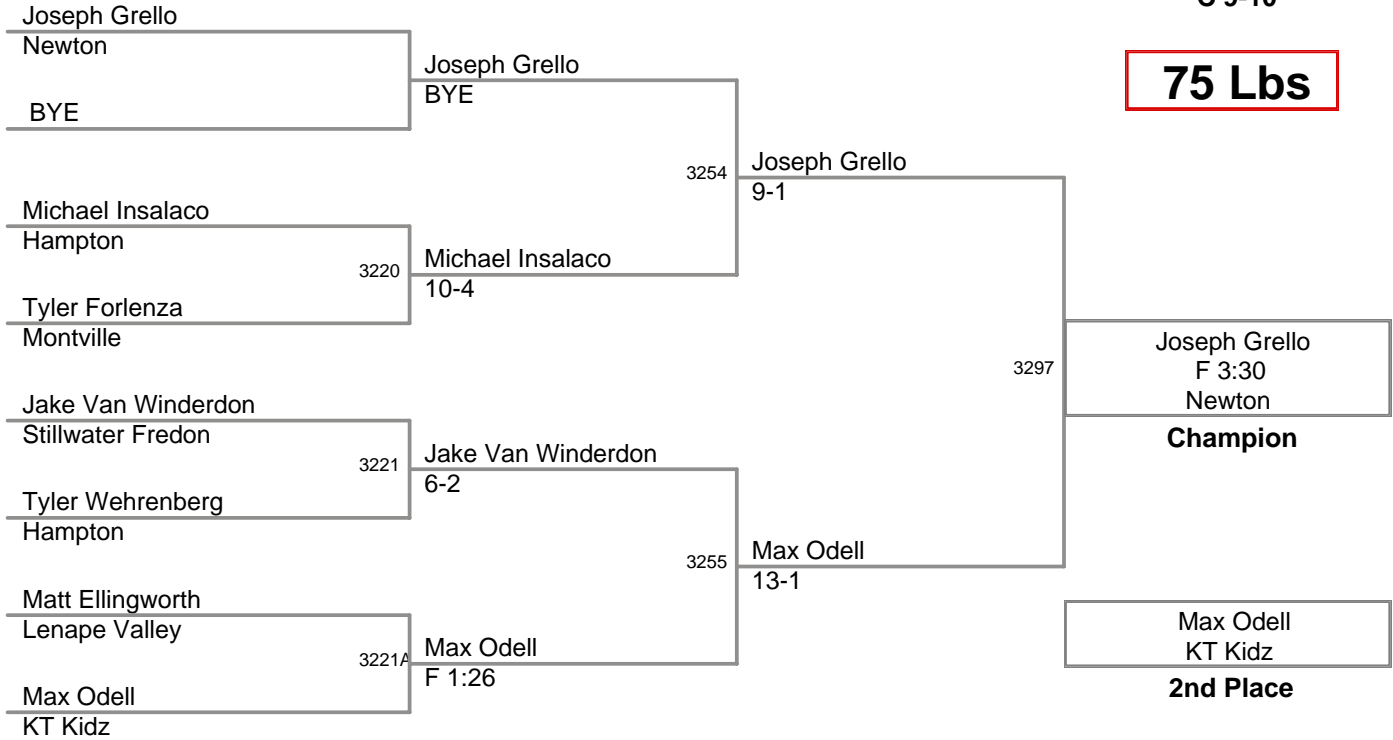 C 9-10
75 Lbs
Joseph Grello
Newton
BYE
Michael Insalaco
Hampton
3220
Tyler Forlenza
Montville
Jake Van Winderdon
Stillwater Fredon
3221
Tyler Wehrenberg
Hampton
Matt Ellingworth
Lenape Valley
3221A
Max Odell
KT Kidz
Joseph Grello
BYE
3254
Michael Insalaco
10-4
Jake Van Winderdon
6-2
3255
Max Odell
F 1:26
Joseph Grello
9-1
3297
Max Odell
13-1
Joseph Grello
F 3:30
Newton
Champion
Max Odell
KT Kidz
2nd Place